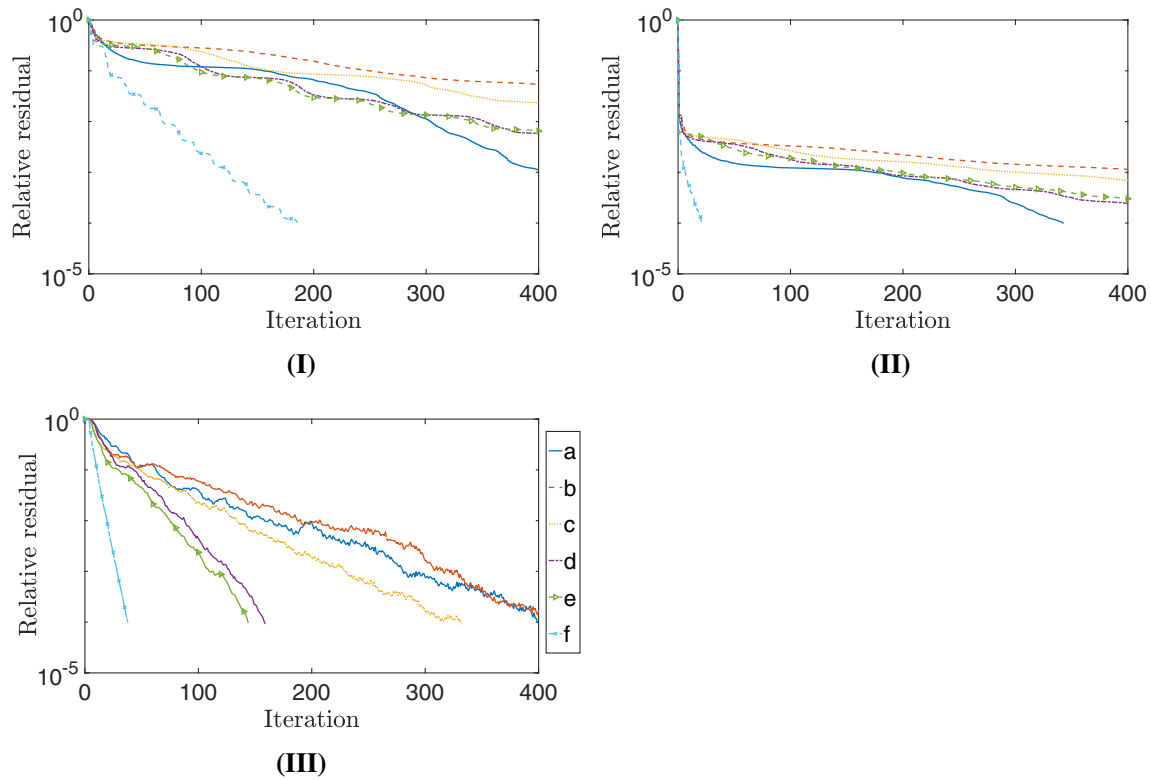 10^0
Relative residual
10^-5
0 100 200 300 400
Iteration
(I)
10^0
Relative residual
10^-5
0 100 200 300 400
Iteration
(II)
10^0
Relative residual
10^-5
0 100 200 300 400
Iteration
(III)
a
b
c
d
e
f